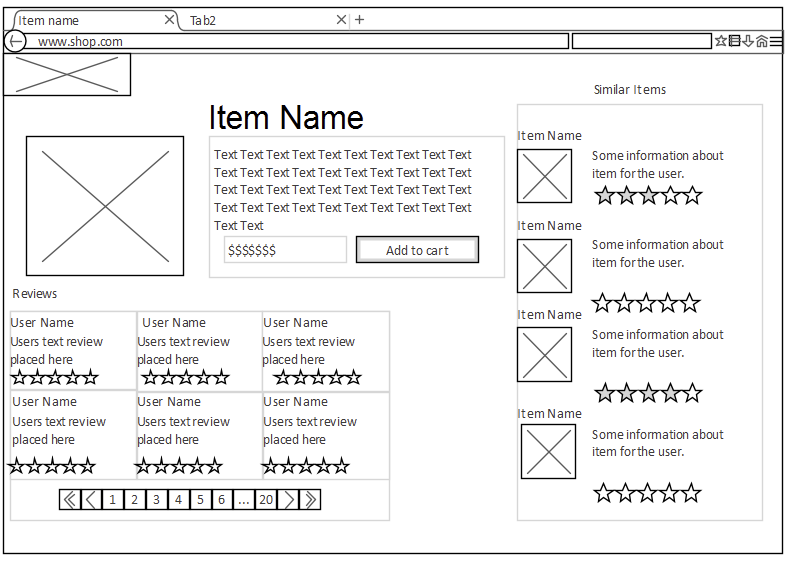 Item name
Tab2
www.shop.com
Similar Items
Item Name
Text Text Text Text Text Text Text Text Text Text
Text Text Text Text Text Text Text Text Text Text
Text Text Text Text Text Text Text Text Text Text
Text Text Text Text Text Text Text Text Text Text
Text Text
$$$$$$$
Add to cart
Item Name
Some information about
item for the user.
Item Name
Some information about
item for the user.
Item Name
Some information about
item for the user.
Item Name
Some information about
item for the user.
Reviews
User Name
Users text review
placed here
User Name
Users text review
placed here
User Name
Users text review
placed here
User Name
Users text review
placed here
User Name
Users text review
placed here
User Name
Users text review
placed here
1 2 3 4 5 6 ... 20